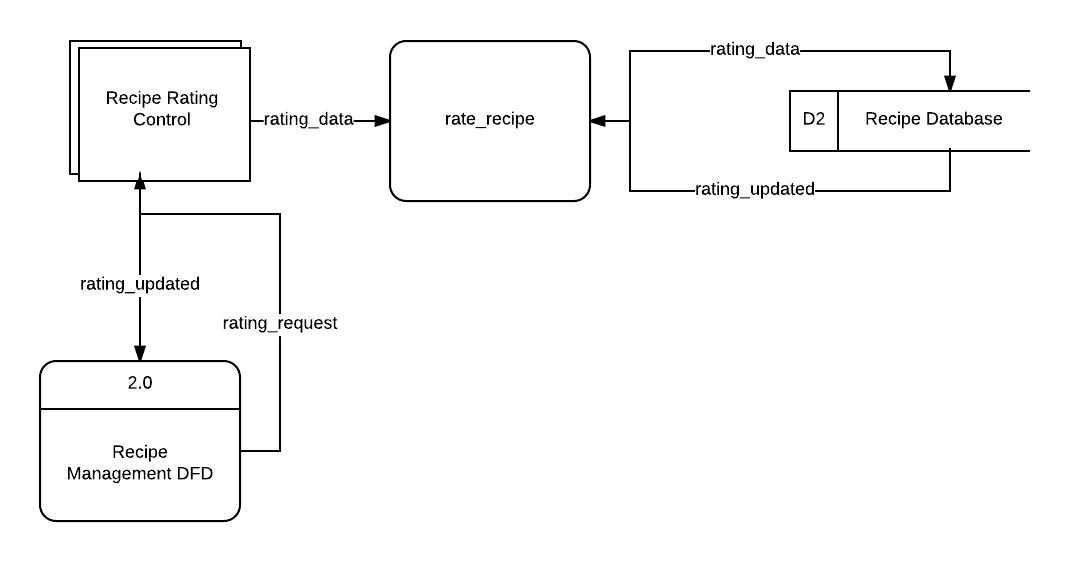 Recipe Rating
Control
rating_data
rate_recipe
rating_data
D2
Recipe Database
rating_updated
rating_updated
rating_request
2.0
Recipe
Management DFD